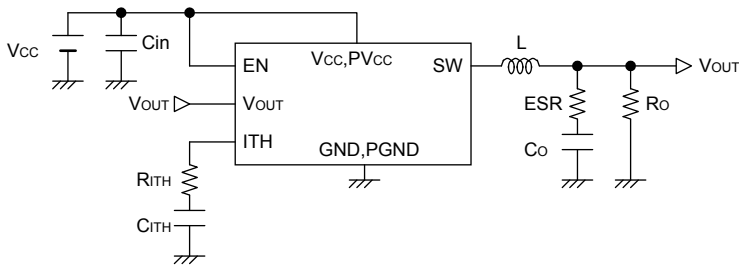 VCC
Cin
EN
VCC,PVCC
SW
L
VOUT
VOUT
VOUT
ESR
RO
ITH
GND,PGND
CO
RITH
CITH